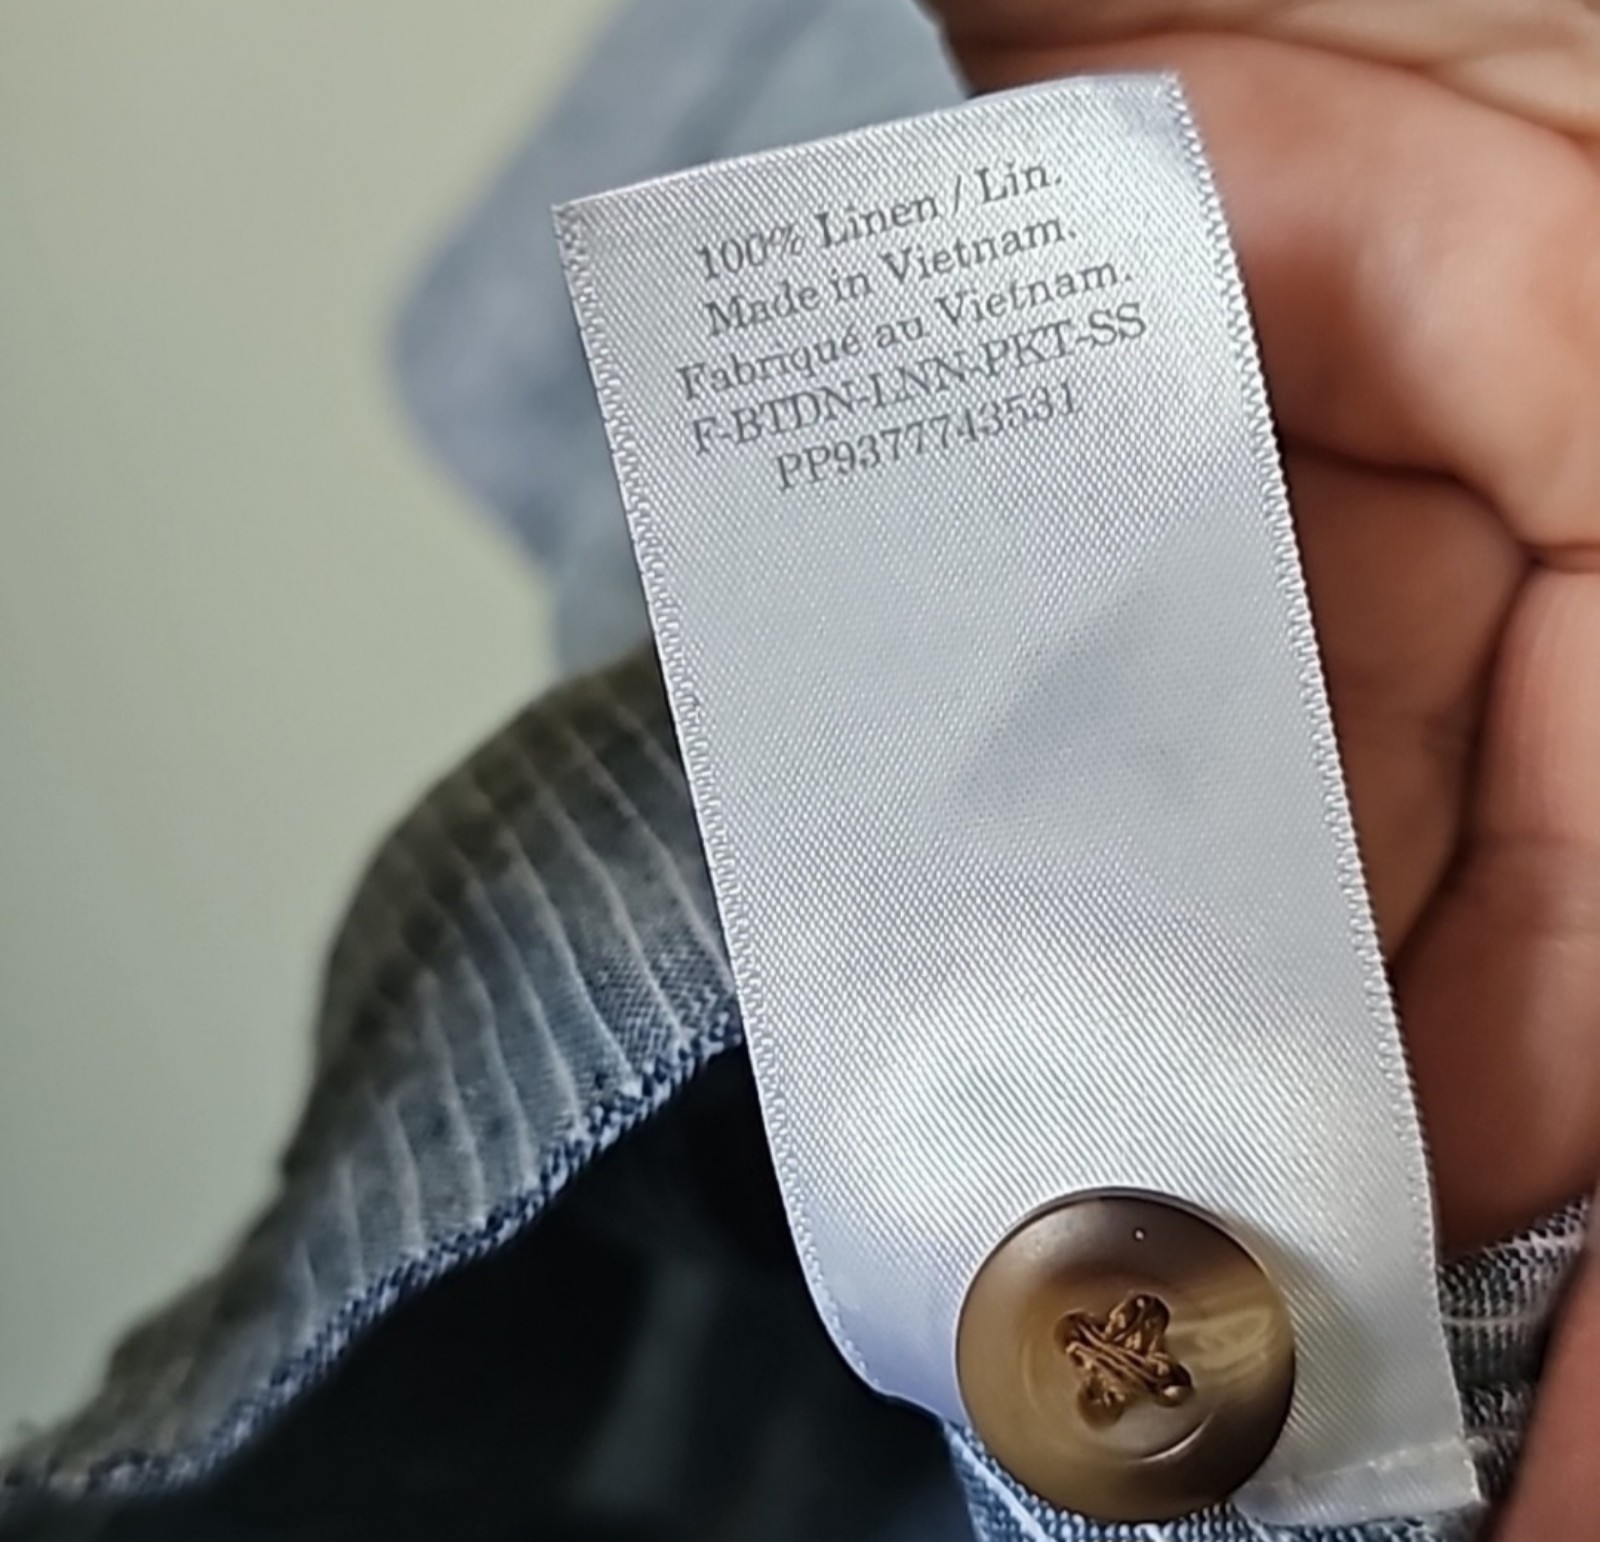 100% Linen / Lin.
Made in Vietnam.
Fabriqué au Vietnam.
F-BTDN-LNN-PKT-SS
PP9377743531